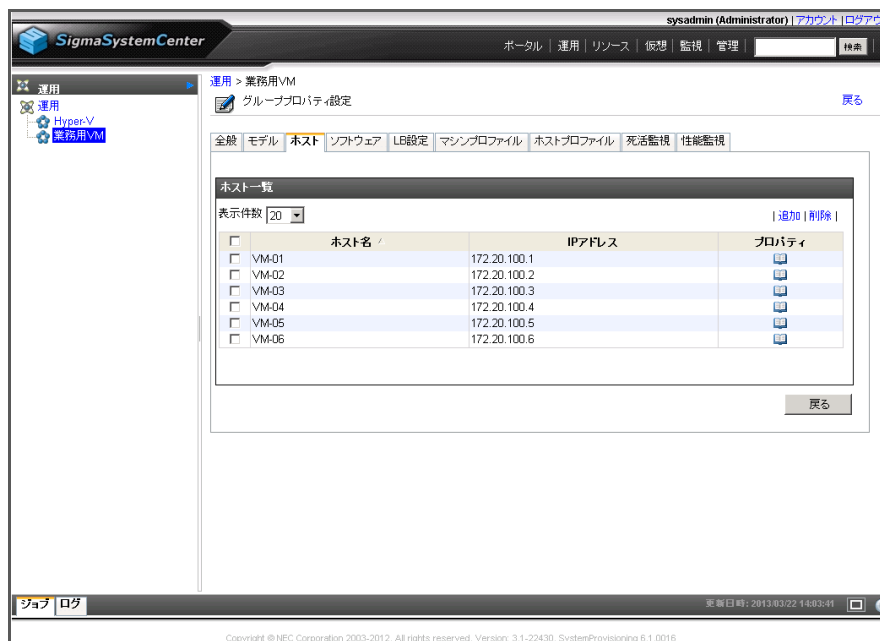 sysadmin (Administrator) | アカウント | ログアウ
SigmaSystemCenter
ポータル | 運用 | リソース | 仮想 | 監視 | 管理 | 検索
運用
運用
Hyper-V
業務用VM
運用 > 業務用VM
グループプロパティ設定
戻る
全般 モデル ホスト ソフトウェア LB設定 マシンプロファイル ホストプロファイル 死活監視 性能監視
ホスト一覧
表示件数 20
| 追加 | 削除 |
ホスト名 IPアドレス プロパティ
VM-01 172.20.100.1
VM-02 172.20.100.2
VM-03 172.20.100.3
VM-04 172.20.100.4
VM-05 172.20.100.5
VM-06 172.20.100.6
戻る
ジョブ ログ
更新日時: 2013/03/22 14:03:41
Copyright © NEC Corporation 2003-2012. All rights reserved. Version: 3.1-22430, SystemProvisioning 6.1.0016